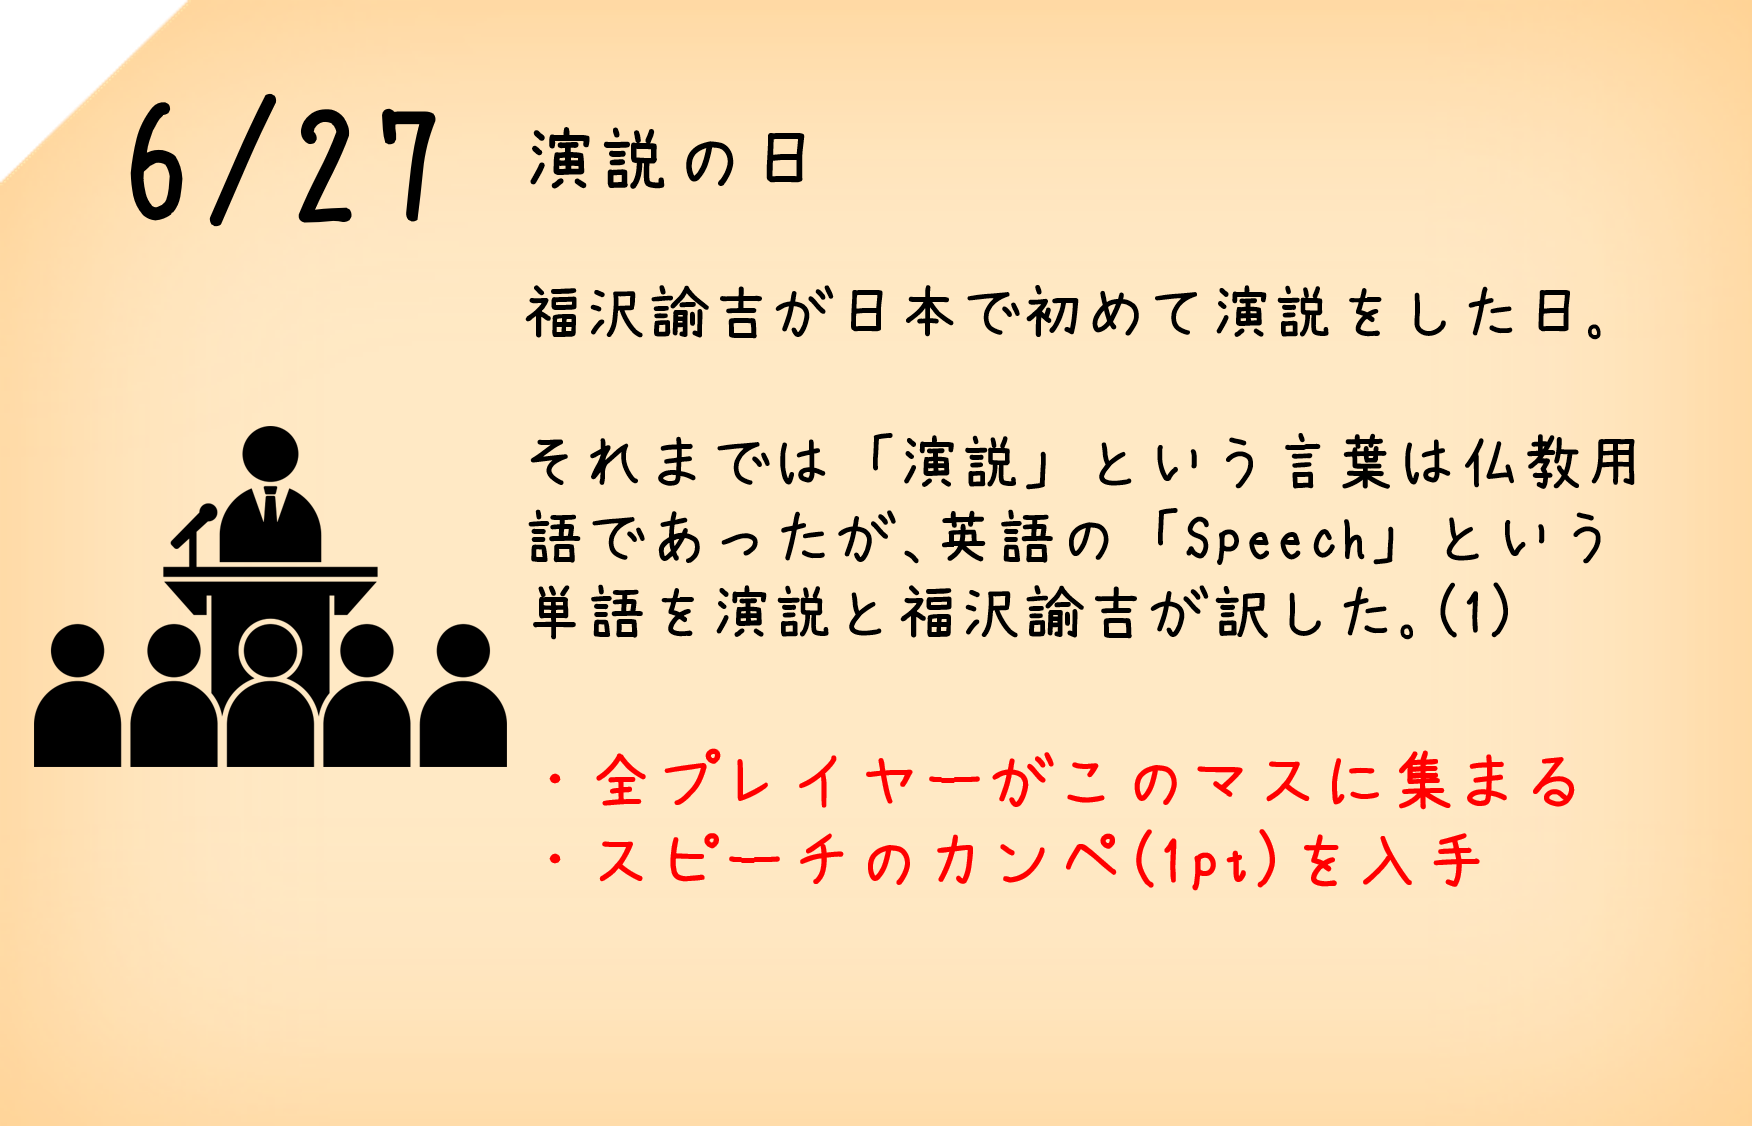 6/27
演説の日
福沢諭吉が日本で初めて演説をした日。
それまでは「演説」という言葉は仏教用
語であったが、英語の「Speech」という
単語を演説と福沢諭吉が訳した。(1)
・全プレイヤーがこのマスに集まる
・スピーチのカンペ(1pt)を入手